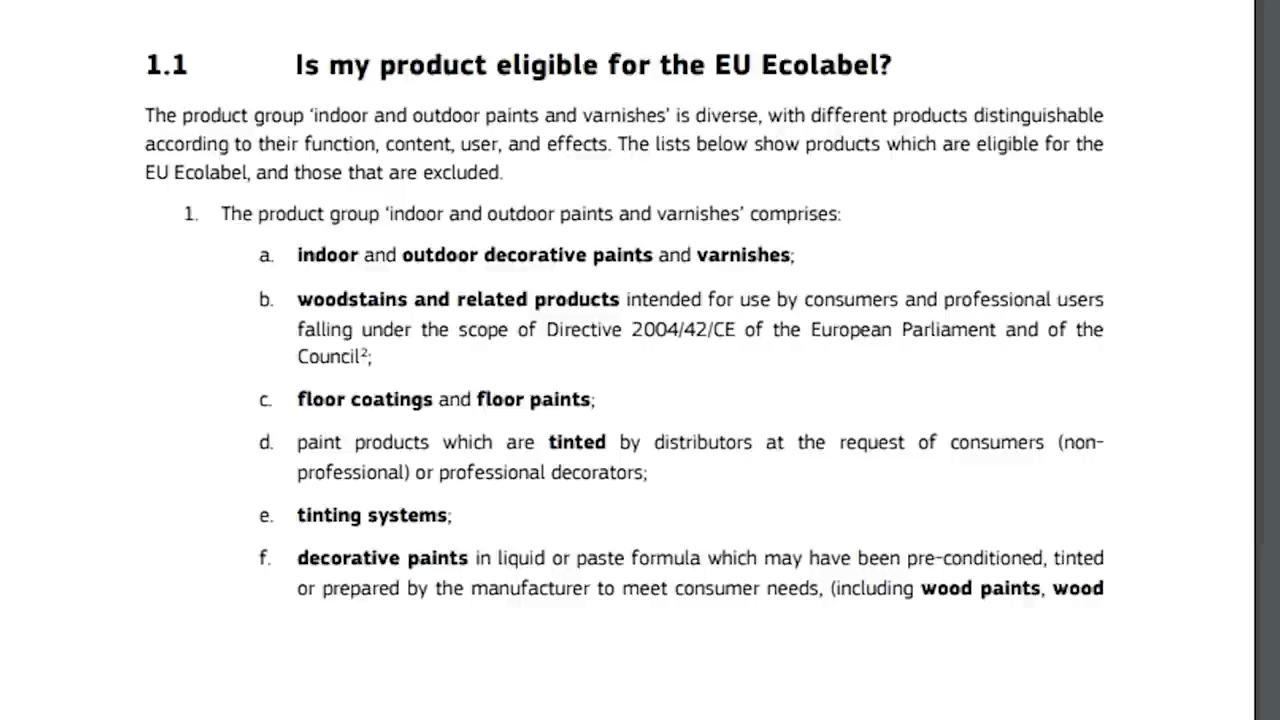 1.1 Is my product eligible for the EU Ecolabel?
The product group ‘indoor and outdoor paints and varnishes’ is diverse, with different products distinguishable
according to their function, content, user, and effects. The lists below show products which are eligible for the
EU Ecolabel, and those that are excluded.
1. The product group ‘indoor and outdoor paints and varnishes’ comprises:
a. indoor and outdoor decorative paints and varnishes;
b. woodstains and related products intended for use by consumers and professional users
falling under the scope of Directive 2004/42/CE of the European Parliament and of the
Council²;
c. floor coatings and floor paints;
d. paint products which are tinted by distributors at the request of consumers (non-
professional) or professional decorators;
e. tinting systems;
f. decorative paints in liquid or paste formula which may have been pre-conditioned, tinted
or prepared by the manufacturer to meet consumer needs, (including wood paints, wood